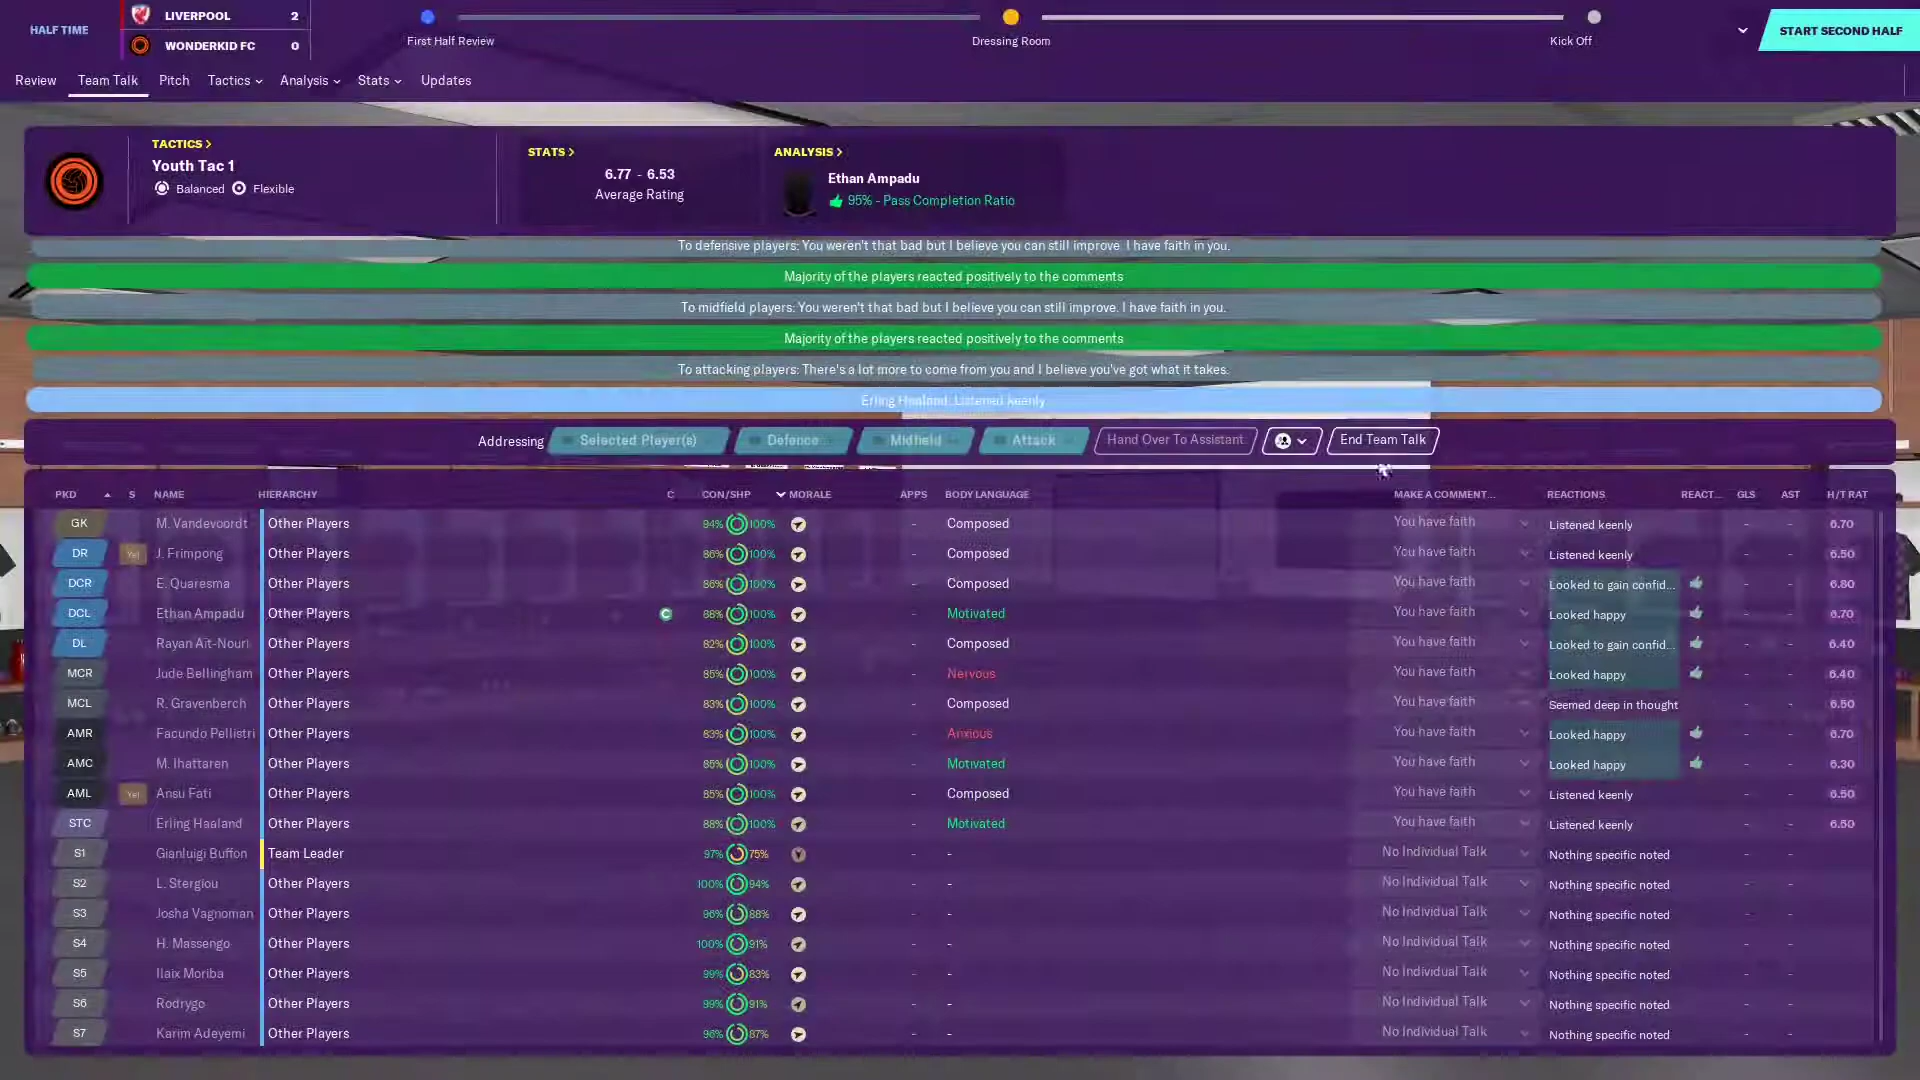 HALF TIME
LIVERPOOL 2
WONDERKID FC 0
First Half Review
Dressing Room
Kick Off
START SECOND HALF
Review Team Talk Pitch Tactics Analysis Stats Updates
TACTICS >
Youth Tac 1
Balanced Flexible
STATS >
6.77 - 6.53
Average Rating
ANALYSIS >
Ethan Ampadu
95% - Pass Completion Ratio
To defensive players: You weren't that bad but I believe you can still improve. I have faith in you.
Majority of the players reacted positively to the comments
To midfield players: You weren't that bad but I believe you can still improve. I have faith in you.
Majority of the players reacted positively to the comments
To attacking players: There's a lot more to come from you and I believe you've got what it takes.
Erling Haaland: Listened keenly
Addressing Selected Player(s) Defence Midfield Attack Hand Over To Assistant End Team Talk
PKD S NAME HIERARCHY C CON/SHP MORALE APPS BODY LANGUAGE MAKE A COMMENT... REACTIONS REACT... GLS AST H/T RAT
GK M. Vandevoordt Other Players 94% 100% - Composed You have faith Listened keenly - - 6.70
DR Yel J. Frimpong Other Players 86% 100% - Composed You have faith Listened keenly - - 6.50
DCR E. Quaresma Other Players 86% 100% - Composed You have faith Looked to gain confid... - - 6.80
DCL Ethan Ampadu Other Players C 88% 100% - Motivated You have faith Looked happy - - 6.70
DL Rayan Aït-Nouri Other Players 82% 100% - Composed You have faith Looked to gain confid... - - 6.40
MCR Jude Bellingham Other Players 85% 100% - Nervous You have faith Looked happy - - 6.40
MCL R. Gravenberch Other Players 83% 100% - Composed You have faith Seemed deep in thought - - 6.50
AMR Facundo Pellistri Other Players 83% 100% - Anxious You have faith Looked happy - - 6.70
AMC M. Ihattaren Other Players 85% 100% - Motivated You have faith Looked happy - - 6.30
AML Yel Ansu Fati Other Players 85% 100% - Composed You have faith Listened keenly - - 6.50
STC Erling Haaland Other Players 88% 100% - Motivated You have faith Listened keenly - - 6.50
S1 Gianluigi Buffon Team Leader 97% 75% - - No Individual Talk Nothing specific noted - -
S2 L. Stergiou Other Players 100% 94% - - No Individual Talk Nothing specific noted - -
S3 Josha Vagnoman Other Players 96% 88% - - No Individual Talk Nothing specific noted - -
S4 H. Massengo Other Players 100% 91% - - No Individual Talk Nothing specific noted - -
S5 Ilaix Moriba Other Players 99% 83% - - No Individual Talk Nothing specific noted - -
S6 Rodrygo Other Players 99% 91% - - No Individual Talk Nothing specific noted - -
S7 Karim Adeyemi Other Players 96% 87% - - No Individual Talk Nothing specific noted - -